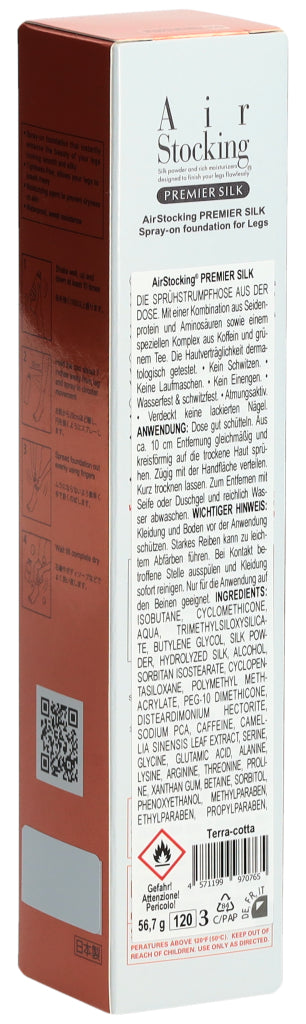 Air
Stocking
Silk powder and rich moisturizers
designed to finish your legs flawlessly
PREMIER SILK
AirStocking PREMIER SILK
Spray-on foundation for Legs
AirStocking® PREMIER SILK
DIE SPRÜHSTRUMPFHOSE AUS DER
DOSE. Mit einer Kombination aus Seiden-
protein und Aminosäuren sowie einem
speziellen Komplex aus Koffein und grü-
nem Tee. Die Hautverträglichkeit derma-
tologisch getestet. • Kein Schwitzen. •
Keine Laufmaschen. • Kein Einengen. •
Wasserfest & schwitzfest. • Atmungsaktiv.
• Verdeckt keine lackierten Nägel.
ANWENDUNG: Dose gut schütteln. Aus
ca. 10 cm Entfernung gleichmäßig und
kreisförmig auf die trockene Haut sprü-
hen. Zügig mit der Handfläche verteilen.
Kurz trocknen lassen. Zum Entfernen mit
Seife oder Duschgel und reichlich Was-
ser abwaschen. WICHTIGER HINWEIS:
Kleidung und Boden vor der Anwendung
schützen. Starkes Reiben kann zu leich-
tem Abfärben führen. Bei Kontakt be-
troffene Stelle ausspülen und Kleidung
sofort reinigen. Nur für die Anwendung auf
den Beinen geeignet. INGREDIENTS:
ISOBUTANE, CYCLOMETHICONE,
AQUA, TRIMETHYLSILOXYSILICA-
TE, BUTYLENE GLYCOL, SILK POW-
DER, HYDROLYZED SILK, ALCOHOL,
SORBITAN ISOSTEARATE, CYCLOPEN-
TASILOXANE, POLYMETHYL METH-
ACRYLATE, PEG-10 DIMETHICONE,
DISTEARDIMONIUM HECTORITE,
SODIUM PCA, CAFFEINE, CAMEL-
LIA SINENSIS LEAF EXTRACT, SERINE,
GLYCINE, GLUTAMIC ACID, ALANINE,
LYSINE, ARGININE, THREONINE, PROLI-
NE, XANTHAN GUM, BETAINE, SORBITOL,
PHENOXYETHANOL, METHYLPARABEN,
ETHYLPARABEN, PROPYLPARABEN,
Terra-cotta
4 571199 970765
Gefahr!
Attenzione!
Pericolo!
56,7 g 120 3 84 C/PAP DE, FR, IT
PERATURES ABOVE 120°F (50°C). KEEP OUT OF
REACH OF CHILDREN. USE ONLY AS DIRECTED.
日本製